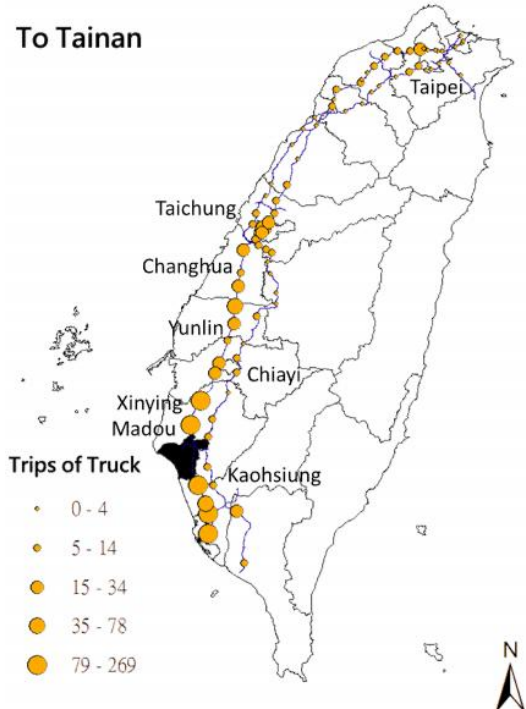 To Tainan
Taipei
Taichung
Changhua
Yunlin
Chiayi
Xinying
Madou
Kaohsiung
Trips of Truck
0 - 4
5 - 14
15 - 34
35 - 78
79 - 269
N